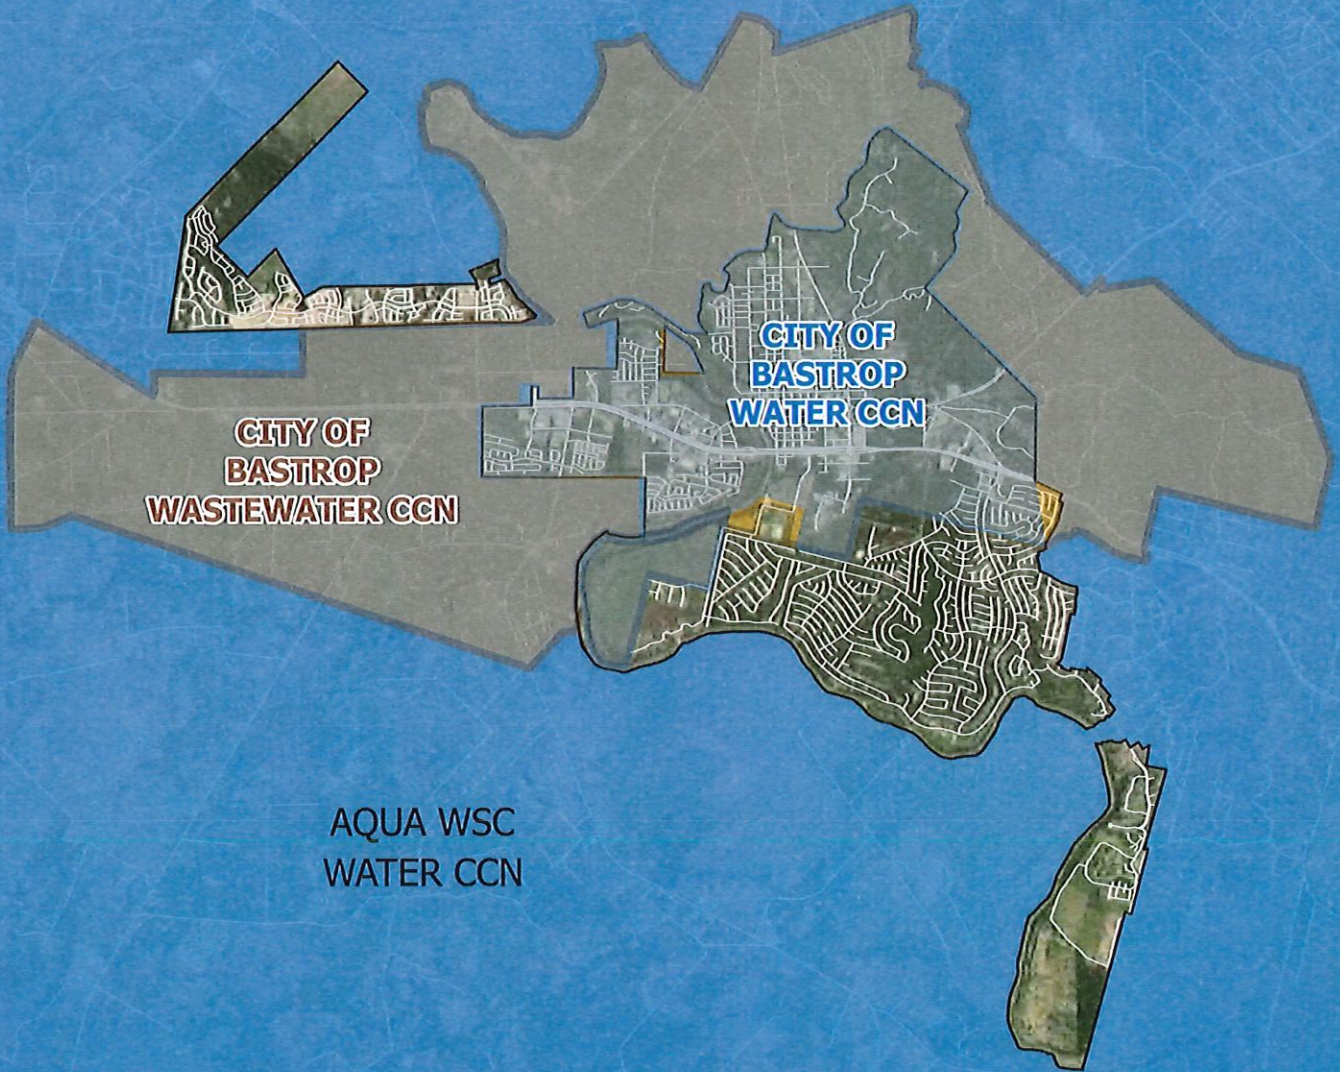 CITY OF
BASTROP
WATER CCN
CITY OF
BASTROP
WASTEWATER CCN
AQUA WSC
WATER CCN